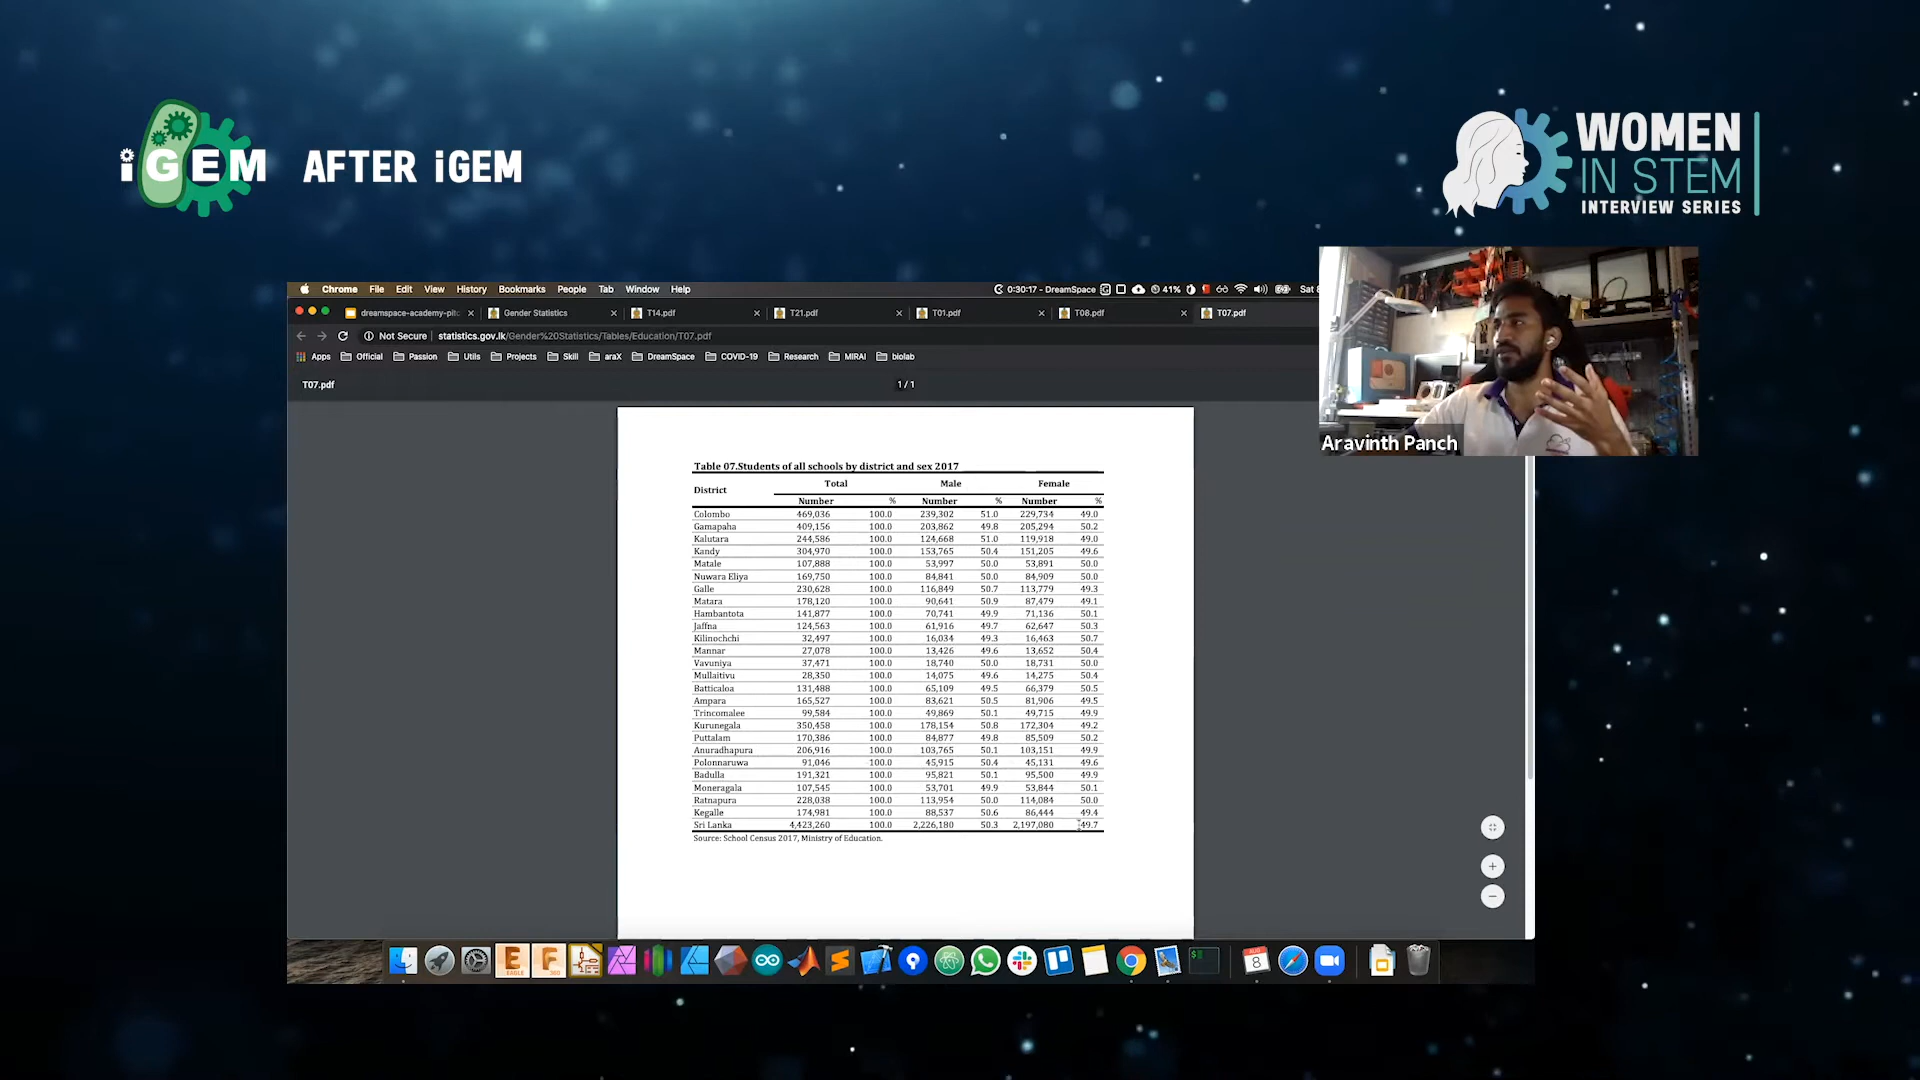 iGEM AFTER iGEM
WOMEN
IN STEM
INTERVIEW SERIES
Chrome File Edit View History Bookmarks People Tab Window Help 0:30:17 - DreamSpace 41% Sat 8
dreamspace-academy-pitc Gender Statistics T14.pdf T21.pdf T01.pdf T08.pdf T07.pdf
Not Secure statistics.gov.lk/Gender%20Statistics/Tables/Education/T07.pdf
Apps Official Passion Utils Projects Skill araX DreamSpace COVID-19 Research MIRAI biolab
T07.pdf 1 / 1
Aravinth Panch
Table 07.Students of all schools by district and sex 2017
District Total Male Female
Number % Number % Number %
Colombo 469,036 100.0 239,302 51.0 229,734 49.0
Gamapaha 409,156 100.0 203,862 49.8 205,294 50.2
Kalutara 244,586 100.0 124,668 51.0 119,918 49.0
Kandy 304,970 100.0 153,765 50.4 151,205 49.6
Matale 107,888 100.0 53,997 50.0 53,891 50.0
Nuwara Eliya 169,750 100.0 84,841 50.0 84,909 50.0
Galle 230,628 100.0 116,849 50.7 113,779 49.3
Matara 178,120 100.0 90,641 50.9 87,479 49.1
Hambantota 141,877 100.0 70,741 49.9 71,136 50.1
Jaffna 124,563 100.0 61,916 49.7 62,647 50.3
Kilinochchi 32,497 100.0 16,034 49.3 16,463 50.7
Mannar 27,078 100.0 13,426 49.6 13,652 50.4
Vavuniya 37,471 100.0 18,740 50.0 18,731 50.0
Mullaitivu 28,350 100.0 14,075 49.6 14,275 50.4
Batticaloa 131,488 100.0 65,109 49.5 66,379 50.5
Ampara 165,527 100.0 83,621 50.5 81,906 49.5
Trincomalee 99,584 100.0 49,869 50.1 49,715 49.9
Kurunegala 350,458 100.0 178,154 50.8 172,304 49.2
Puttalam 170,386 100.0 84,877 49.8 85,509 50.2
Anuradhapura 206,916 100.0 103,765 50.1 103,151 49.9
Polonnaruwa 91,046 100.0 45,915 50.4 45,131 49.6
Badulla 191,321 100.0 95,821 50.1 95,500 49.9
Moneragala 107,545 100.0 53,701 49.9 53,844 50.1
Ratnapura 228,038 100.0 113,954 50.0 114,084 50.0
Kegalle 174,981 100.0 88,537 50.6 86,444 49.4
Sri Lanka 4,423,260 100.0 2,226,180 50.3 2,197,080 49.7
Source: School Census 2017, Ministry of Education.
E EAGLE F 360 8